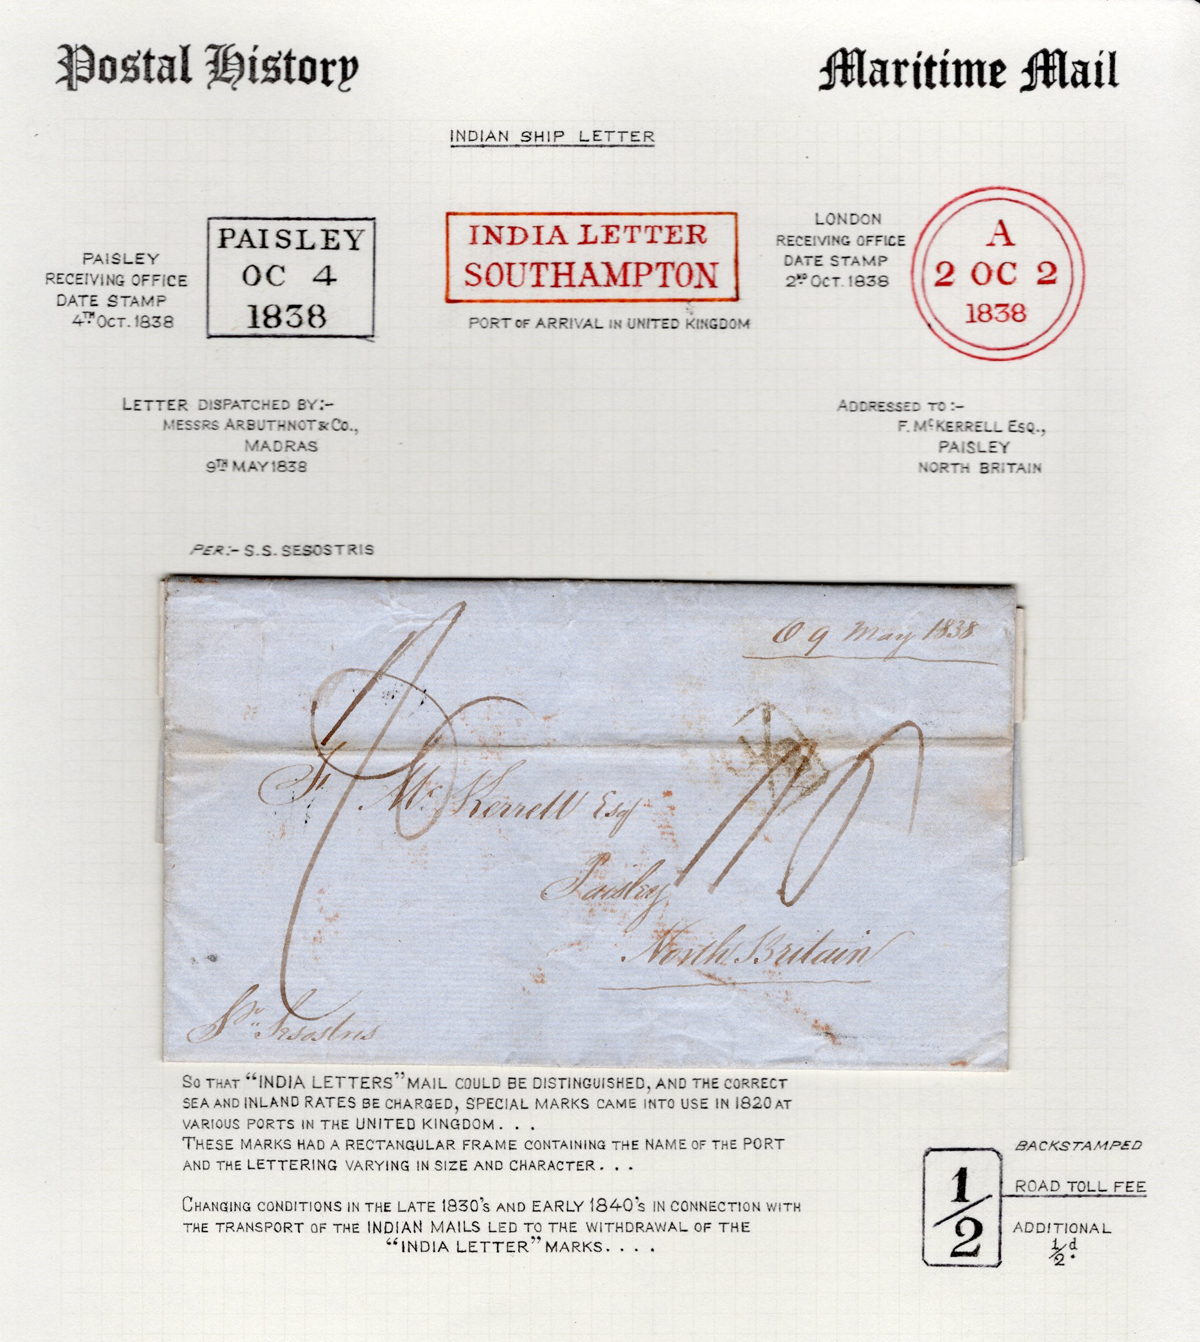 Postal History
Maritime Mail
INDIAN SHIP LETTER
PAISLEY
RECEIVING OFFICE
DATE STAMP
4TH OCT. 1838
PAISLEY
OC 4
1838
INDIA LETTER
SOUTHAMPTON
PORT OF ARRIVAL IN UNITED KINGDOM
LONDON
RECEIVING OFFICE
DATE STAMP
2ND OCT. 1838
A
2 OC 2
1838
LETTER DISPATCHED BY:-
MESSRS ARBUTHNOT & CO.,
MADRAS
9TH MAY 1838
ADDRESSED TO:-
F. McKERRELL ESQ.,
PAISLEY
NORTH BRITAIN
PER:- S.S. SESOSTRIS
09 May 1838
F. McKerrell Esqr
Paisley
North Britain
Pr. Sesostris
SO THAT “INDIA LETTERS” MAIL COULD BE DISTINGUISHED, AND THE CORRECT
SEA AND INLAND RATES BE CHARGED, SPECIAL MARKS CAME INTO USE IN 1820 AT
VARIOUS PORTS IN THE UNITED KINGDOM . . .
THESE MARKS HAD A RECTANGULAR FRAME CONTAINING THE NAME OF THE PORT
AND THE LETTERING VARYING IN SIZE AND CHARACTER . . .
CHANGING CONDITIONS IN THE LATE 1830's AND EARLY 1840's IN CONNECTION WITH
THE TRANSPORT OF THE INDIAN MAILS LED TO THE WITHDRAWAL OF THE
“INDIA LETTER” MARKS . . . .
1/2
BACKSTAMPED
ROAD TOLL FEE
ADDITIONAL
1/2d.